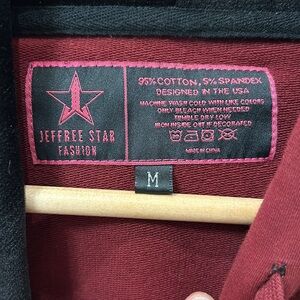 JEFFREE STAR
FASHION
95% COTTON, 5% SPANDEX
DESIGNED IN THE USA
MACHINE WASH COLD WITH LIKE COLORS
ONLY BLEACH WHEN NEEDED
TUMBLE DRY LOW
IRON INSIDE OUT IF DECORATED
MADE IN CHINA
M